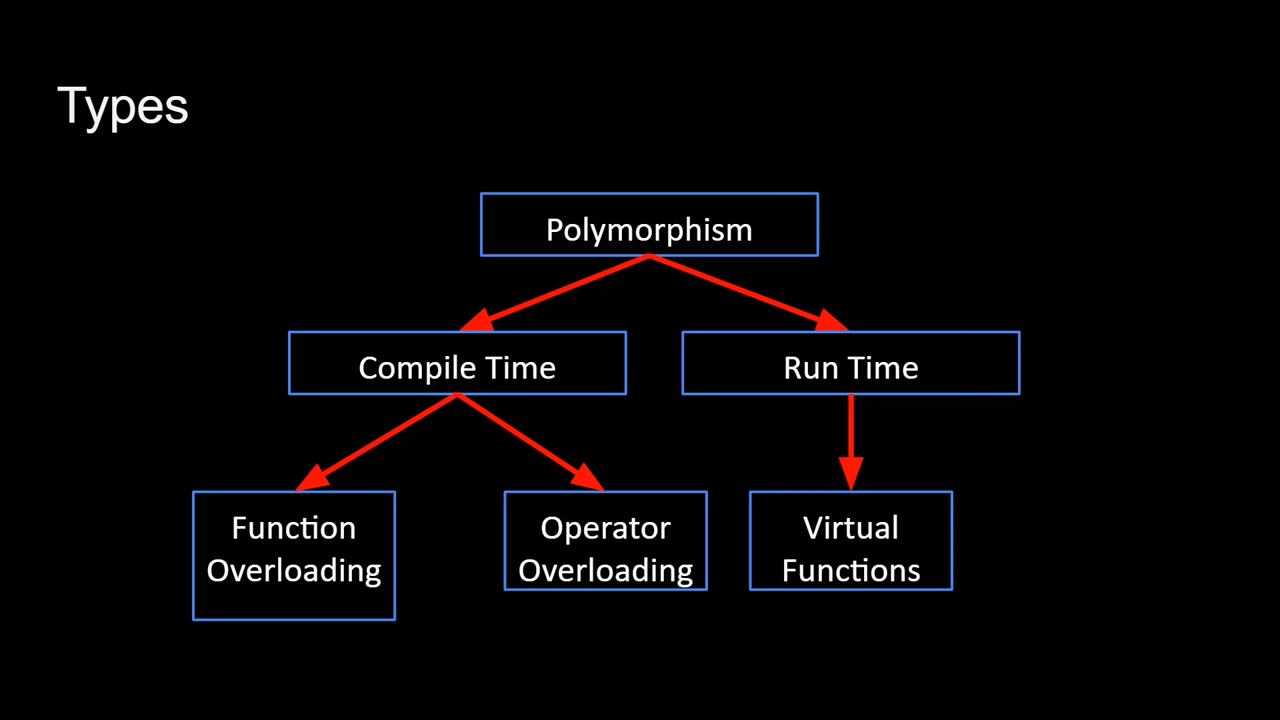 Types
Polymorphism
Compile Time
Run Time
Function
Overloading
Operator
Overloading
Virtual
Functions